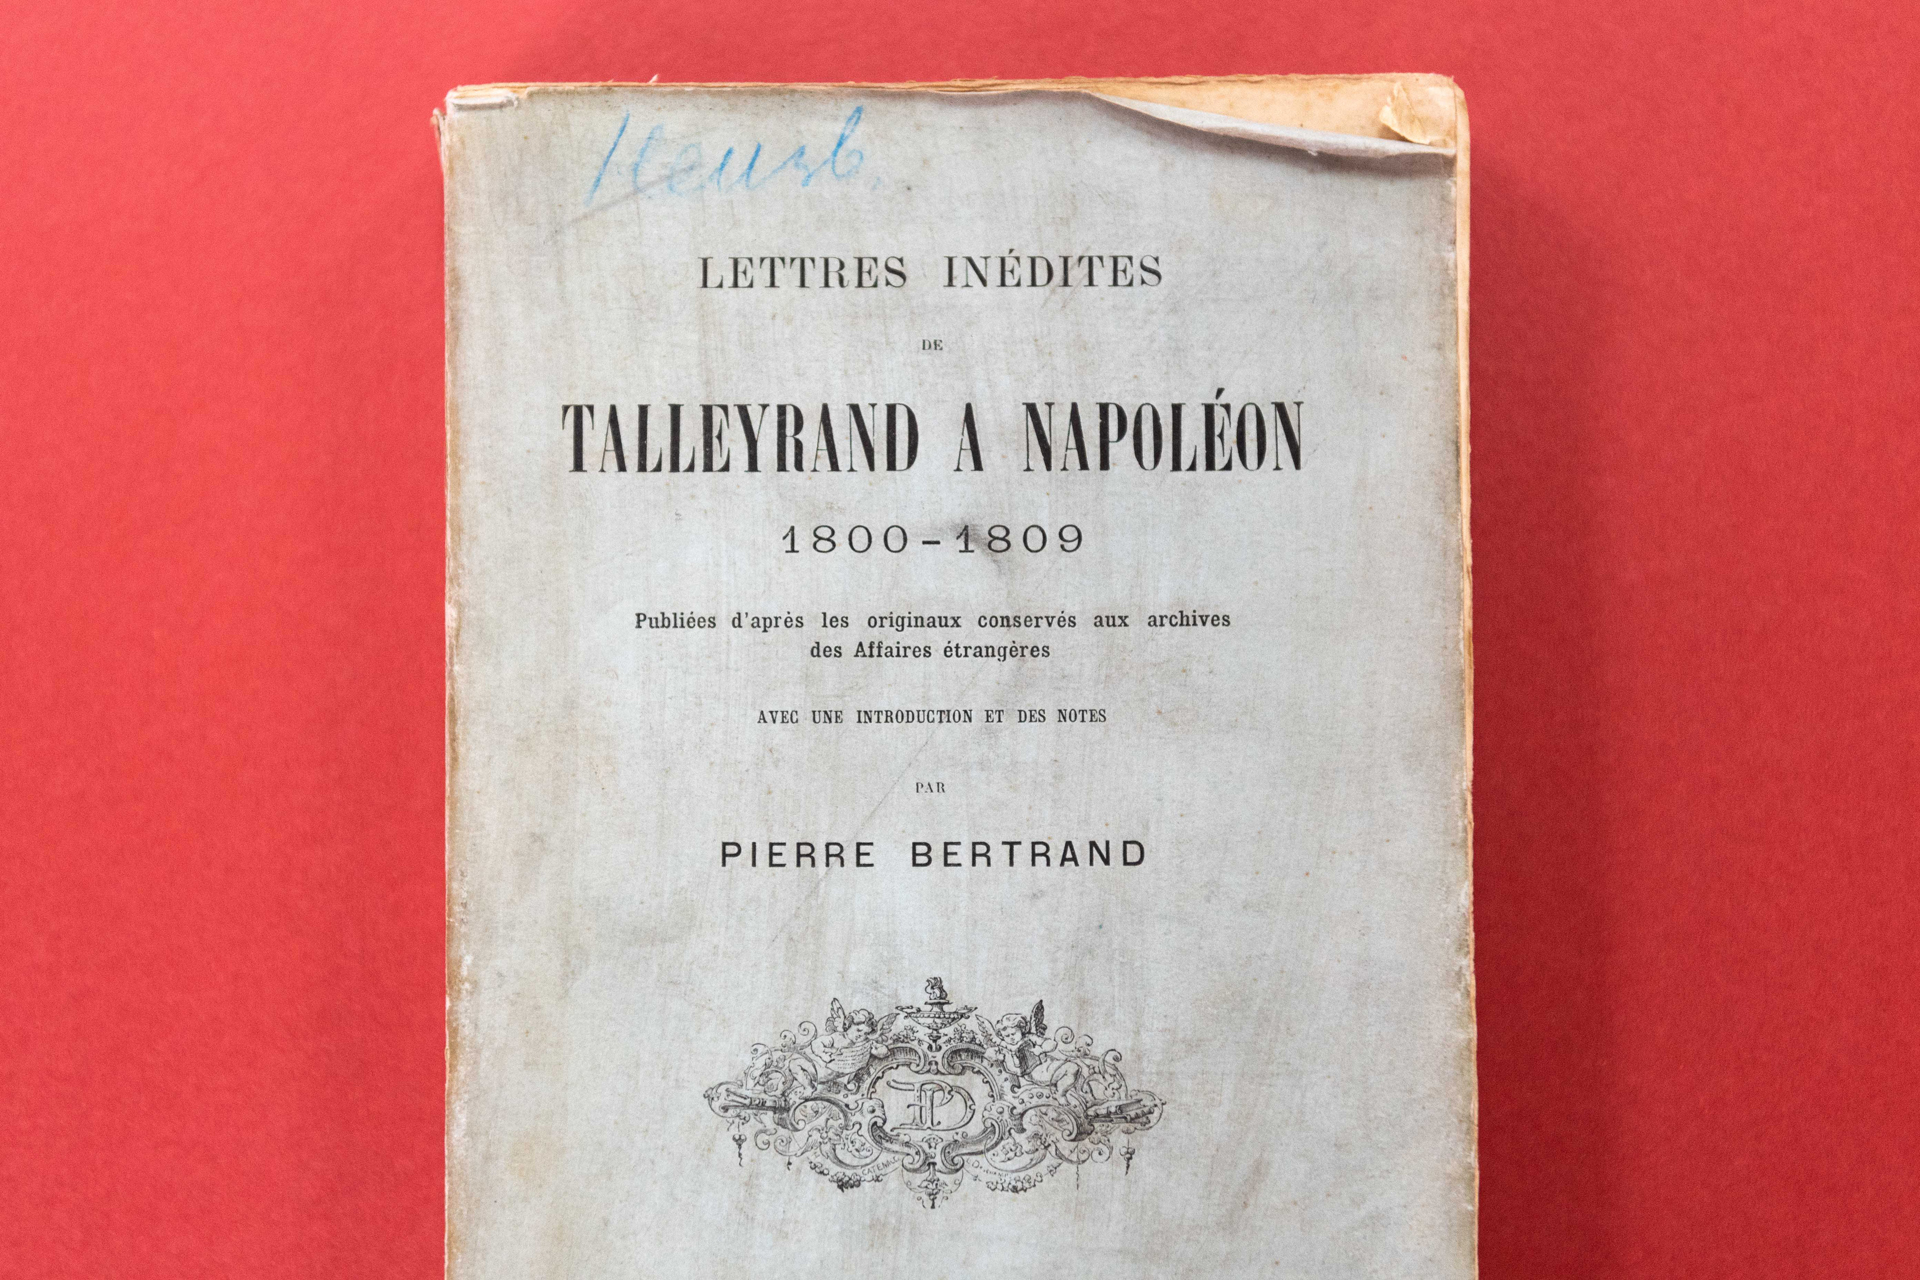 LETTRES INÉDITES
DE
TALLEYRAND A NAPOLÉON
1800-1809
Publiées d'après les originaux conservés aux archives
des Affaires étrangères
AVEC UNE INTRODUCTION ET DES NOTES
PAR
PIERRE BERTRAND